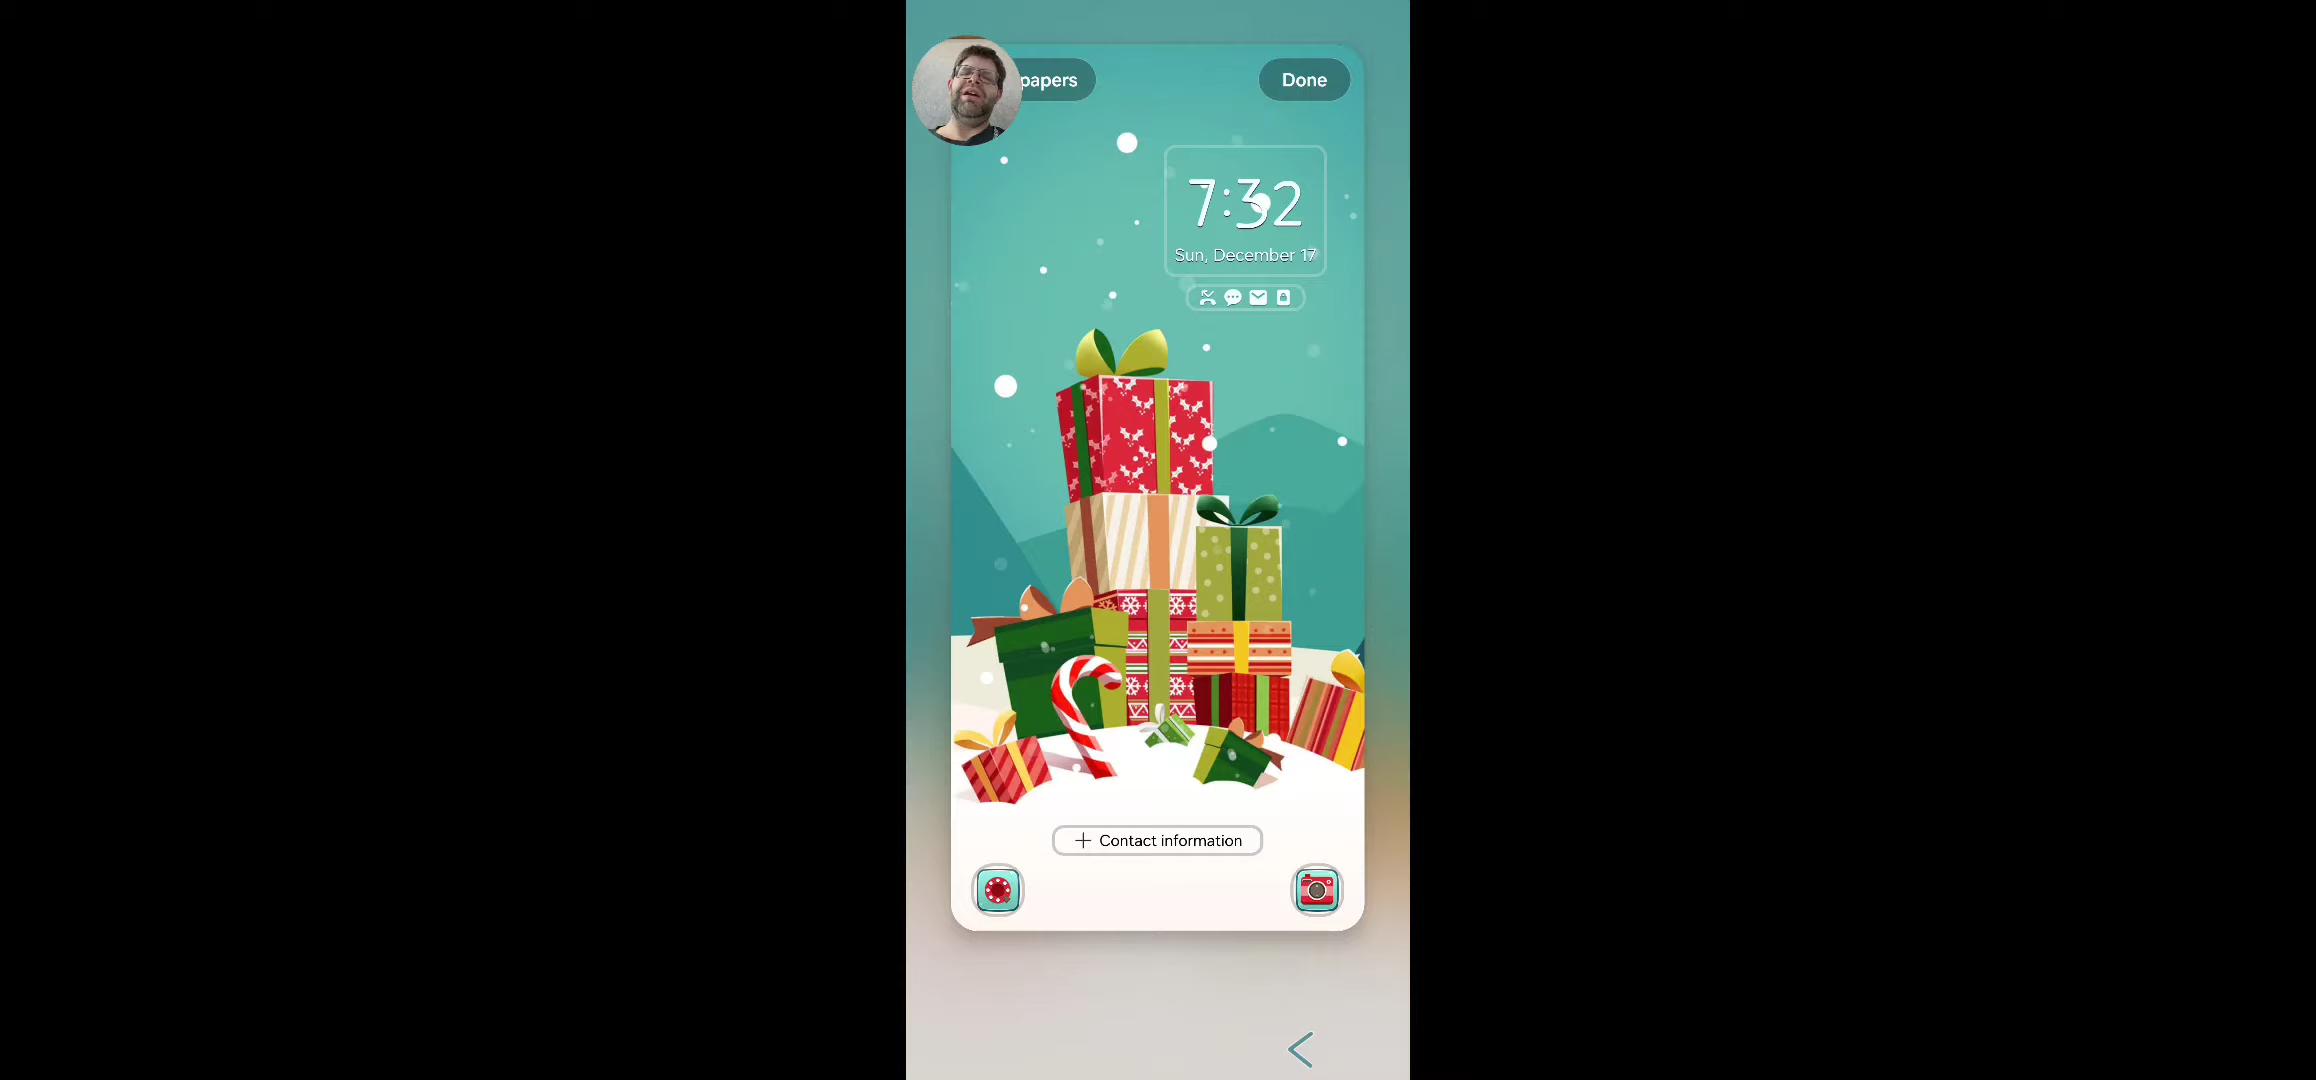 papers
Done
7:32
Sun, December 17
+ Contact information